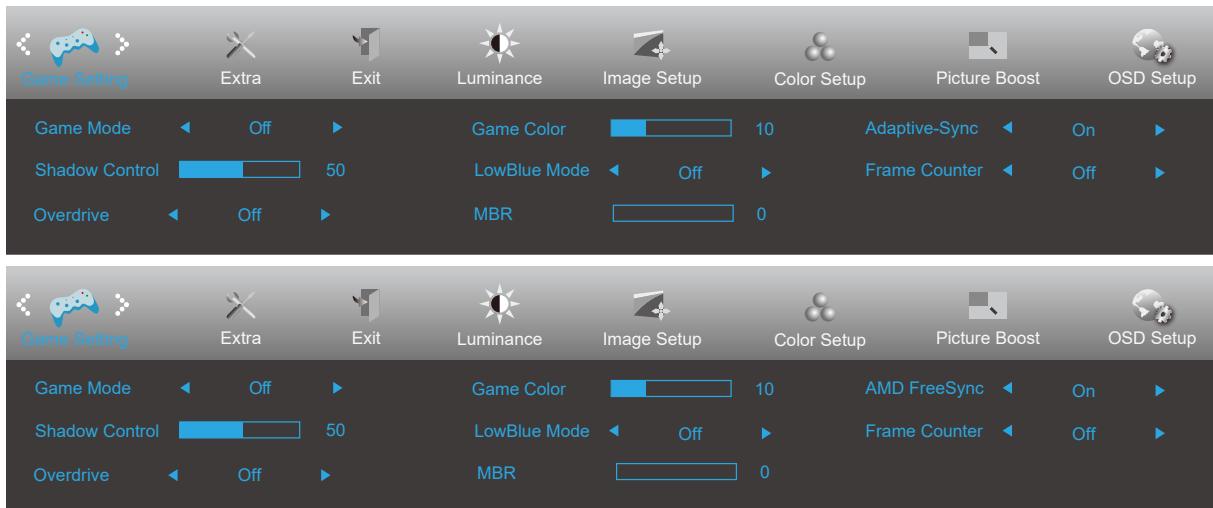 Game Setting Extra Exit Luminance Image Setup Color Setup Picture Boost OSD Setup
Game Mode Off Game Color 10 Adaptive-Sync On
Shadow Control 50 LowBlue Mode Off Frame Counter Off
Overdrive Off MBR 0
Game Setting Extra Exit Luminance Image Setup Color Setup Picture Boost OSD Setup
Game Mode Off Game Color 10 AMD FreeSync On
Shadow Control 50 LowBlue Mode Off Frame Counter Off
Overdrive Off MBR 0